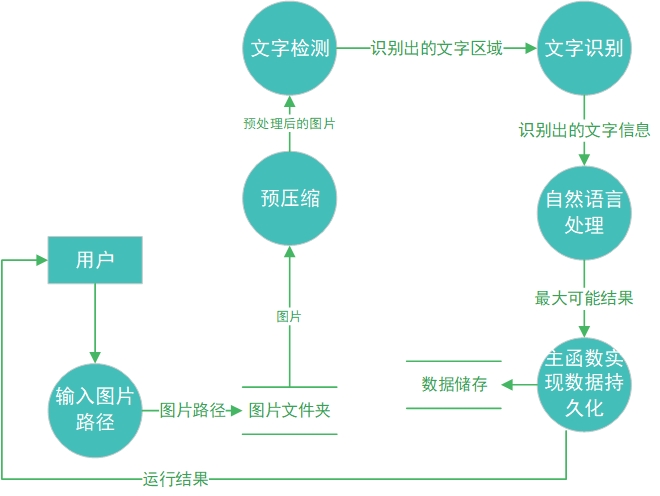 文字检测
识别出的文字区域
文字识别
预处理后的图片
识别出的文字信息
预压缩
自然语言
处理
用户
最大可能结果
图片
主函数实
现数据持
久化
数据储存
输入图片
路径
图片路径
图片文件夹
运行结果